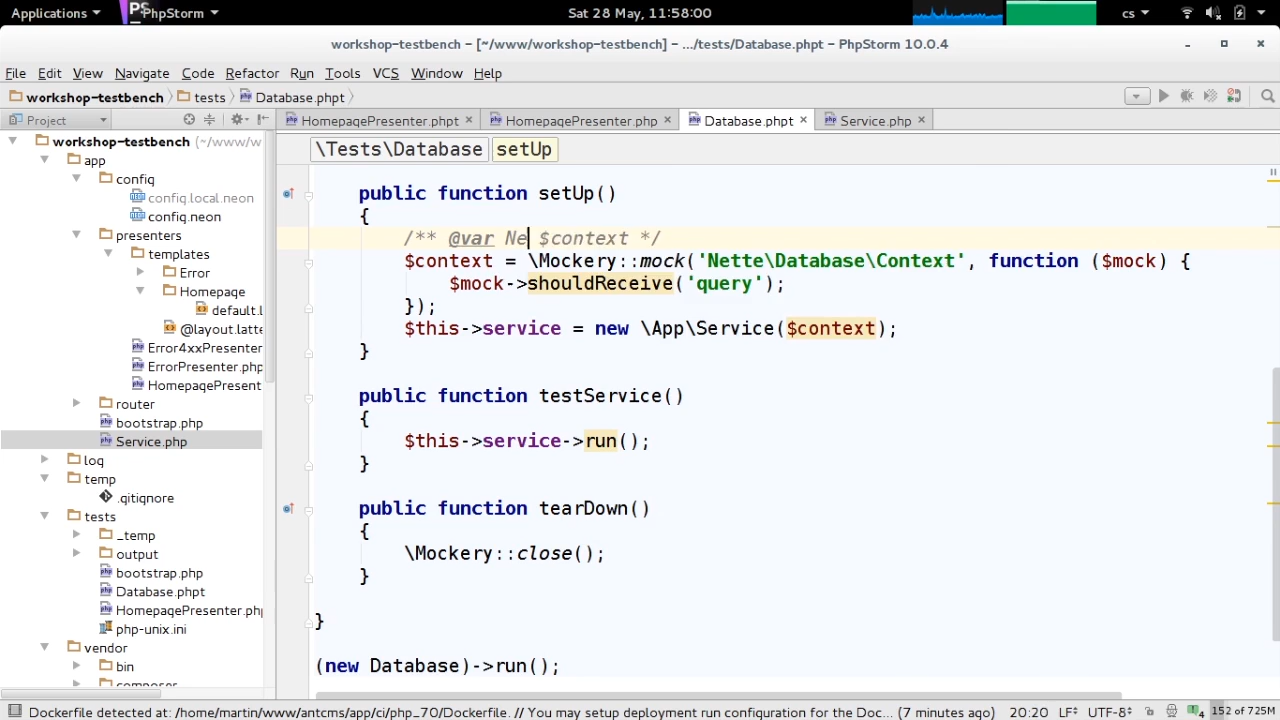 Applications PhpStorm Sat 28 May, 11:58:00 cs
workshop-testbench - [~/www/workshop-testbench] - .../tests/Database.phpt - PhpStorm 10.0.4
File Edit View Navigate Code Refactor Run Tools VCS Window Help
workshop-testbench tests Database.phpt
Project HomepagePresenter.phpt HomepagePresenter.php Database.phpt Service.php
\Tests\Database setUp
workshop-testbench (~/www/w
app
config
config.local.neon
config.neon
presenters
templates
Error
Homepage
default.l
@layout.latte
Error4xxPresenter
ErrorPresenter.php
HomepagePresent
router
bootstrap.php
Service.php
log
temp
.gitignore
tests
_temp
output
bootstrap.php
Database.phpt
HomepagePresenter.php
php-unix.ini
vendor
bin
composer
public function setUp()
{
/** @var Ne $context */
$context = \Mockery::mock('Nette\Database\Context', function ($mock) {
$mock->shouldReceive('query');
});
$this->service = new \App\Service($context);
}
public function testService()
{
$this->service->run();
}
public function tearDown()
{
\Mockery::close();
}
}
(new Database)->run();
Dockerfile detected at: /home/martin/www/antcms/app/ci/php_70/Dockerfile. // You may setup deployment run configuration for the Doc... (7 minutes ago) 20:20 LF÷ UTF-8÷ 152 of 725M